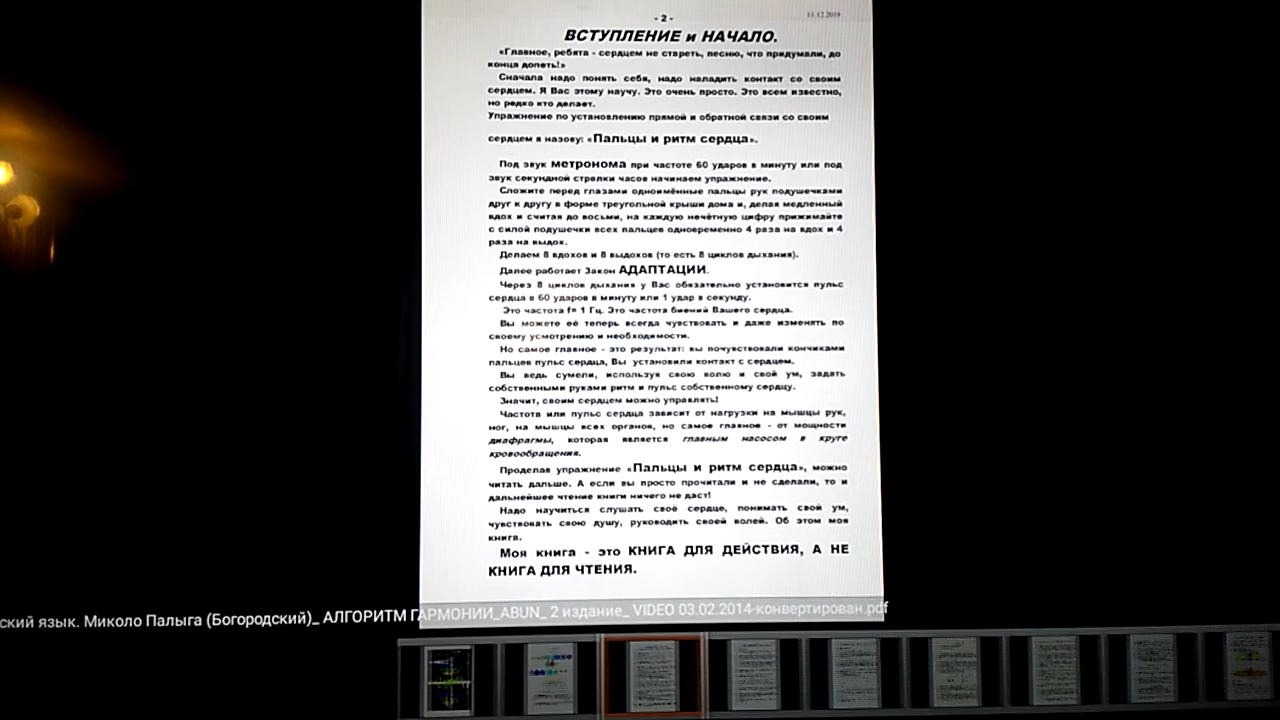 - 2 -
11.12.2019
ВСТУПЛЕНИЕ и НАЧАЛО.
«Главное, ребята - сердцем не стареть, песню, что придумали, до
конца допеть!»
Сначала надо понять себя, надо наладить контакт со своим
сердцем. Я Вас этому научу. Это очень просто. Это всем известно,
но редко кто делает.
Упражнение по установлению прямой и обратной связи со своим
сердцем я назову: «Пальцы и ритм сердца».
Под звук метронома при частоте 60 ударов в минуту или под
звук секундной стрелки часов начинаем упражнение.
Сложите перед глазами одноимённые пальцы рук подушечками
друг к другу в форме треугольной крыши дома и, делая медленный
вдох и считая до восьми, на каждую нечётную цифру прижимайте
с силой подушечки всех пальцев одновременно 4 раза на вдох и 4
раза на выдох.
Делаем 8 вдохов и 8 выдохов (то есть 8 циклов дыхания).
Далее работает Закон АДАПТАЦИИ.
Через 8 циклов дыхания у Вас обязательно установится пульс
сердца в 60 ударов в минуту или 1 удар в секунду.
Это частота f= 1 Гц. Это частота биений Вашего сердца.
Вы можете её теперь всегда чувствовать и даже изменять по
своему усмотрению и необходимости.
Но самое главное - это результат: вы почувствовали кончиками
пальцев пульс сердца, Вы установили контакт с сердцем.
Вы ведь сумели, используя свою волю и свой ум, задать
собственными руками ритм и пульс собственному сердцу.
Значит, своим сердцем можно управлять!
Частота или пульс сердца зависит от нагрузки на мышцы рук,
ног, на мышцы всех органов, но самое главное - от мощности
диафрагмы, которая является главным насосом в круге
кровообращения.
Проделав упражнение «Пальцы и ритм сердца», можно
читать дальше. А если вы просто прочитали и не сделали, то и
дальнейшее чтение книги ничего не даст!
Надо научиться слушать своё сердце, понимать свой ум,
чувствовать свою душу, руководить своей волей. Об этом моя
книга.
Моя книга - это КНИГА ДЛЯ ДЕЙСТВИЯ, А НЕ
КНИГА ДЛЯ ЧТЕНИЯ.
ский язык. Миколо Палыга (Богородский)_ АЛГОРИТМ ГАРМОНИИ_ABUN_ 2 издание_ VIDEO 03.02.2014-конвертирован.pdf